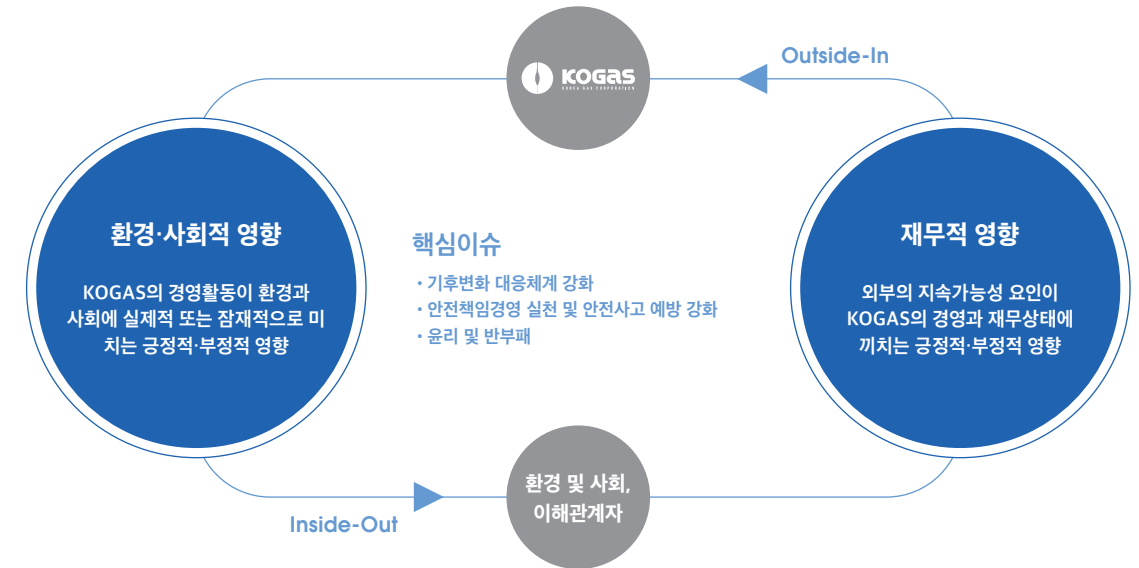 KOGAS
KOREA GAS CORPORATION
Outside-In
환경·사회적 영향
KOGAS의 경영활동이 환경과
사회에 실제적 또는 잠재적으로 미
치는 긍정적·부정적 영향
핵심이슈
• 기후변화 대응체계 강화
• 안전책임경영 실천 및 안전사고 예방 강화
• 윤리 및 반부패
재무적 영향
외부의 지속가능성 요인이
KOGAS의 경영과 재무상태에
끼치는 긍정적·부정적 영향
환경 및 사회,
이해관계자
Inside-Out